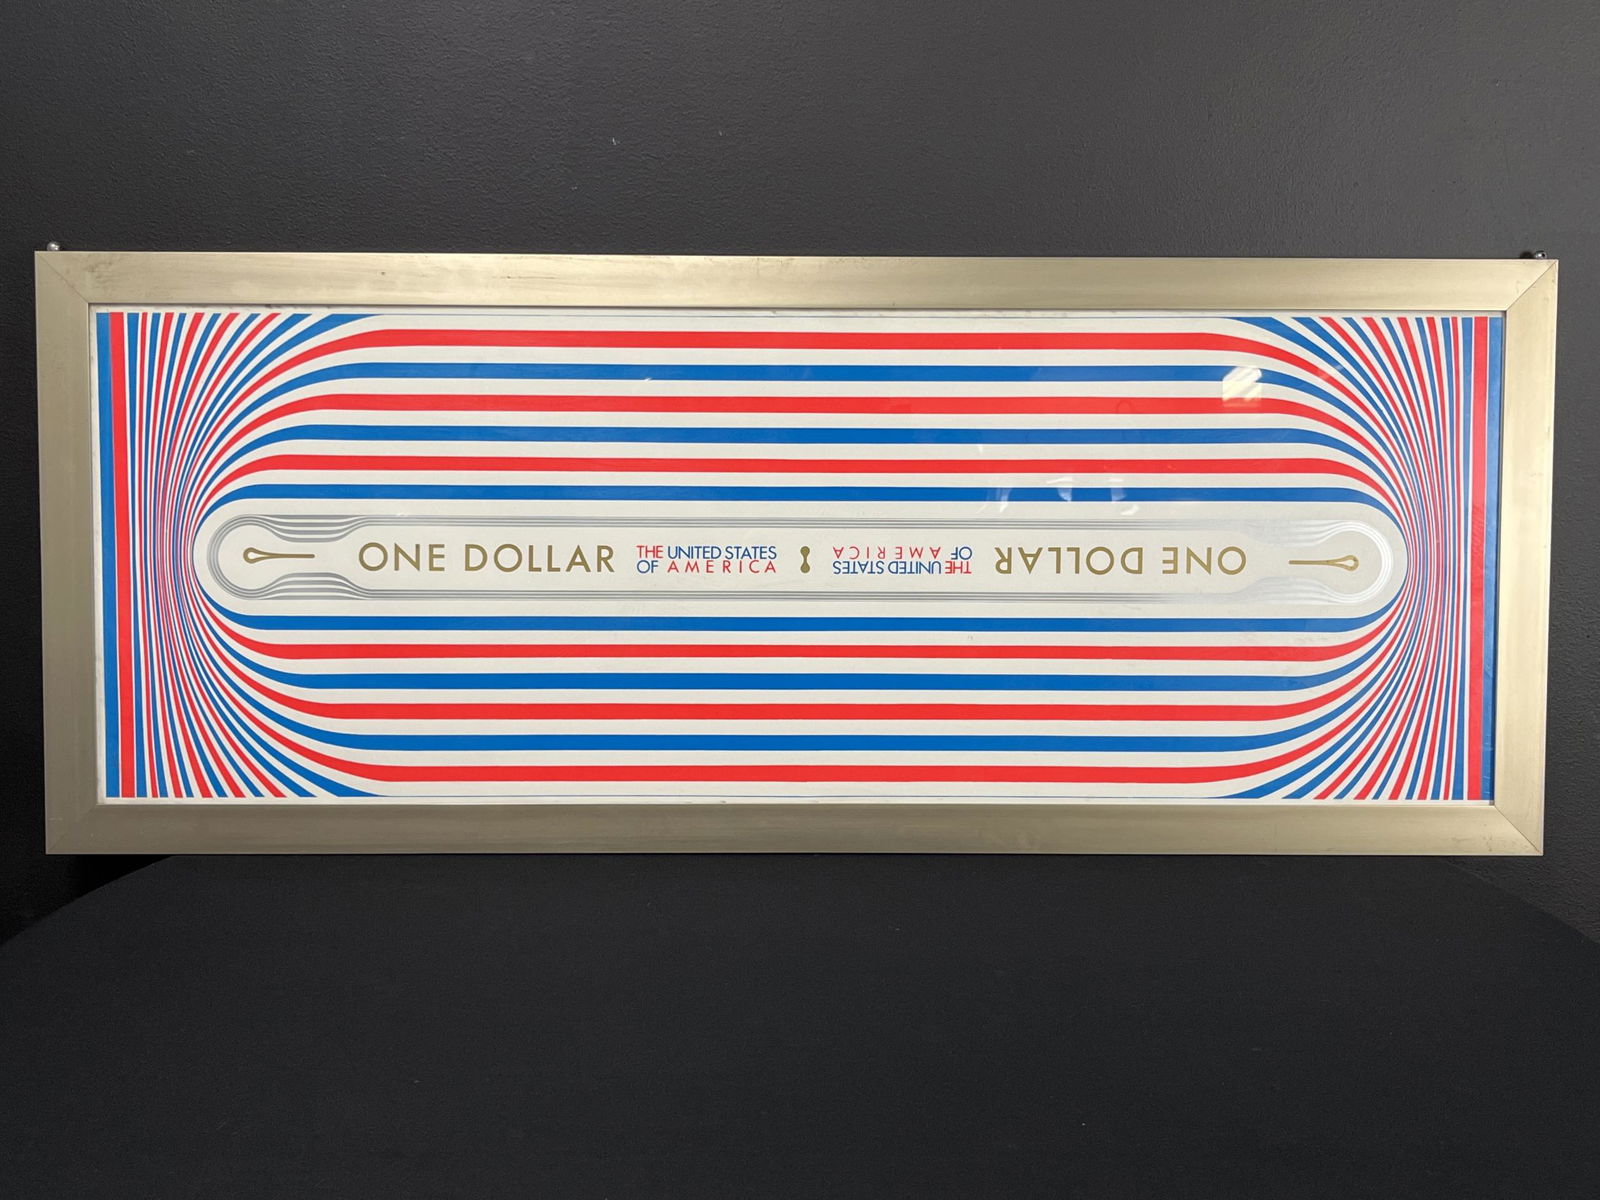 ONE DOLLAR
THE UNITED STATES
OF AMERICA
THE UNITED STATES
OF AMERICA
ONE DOLLAR